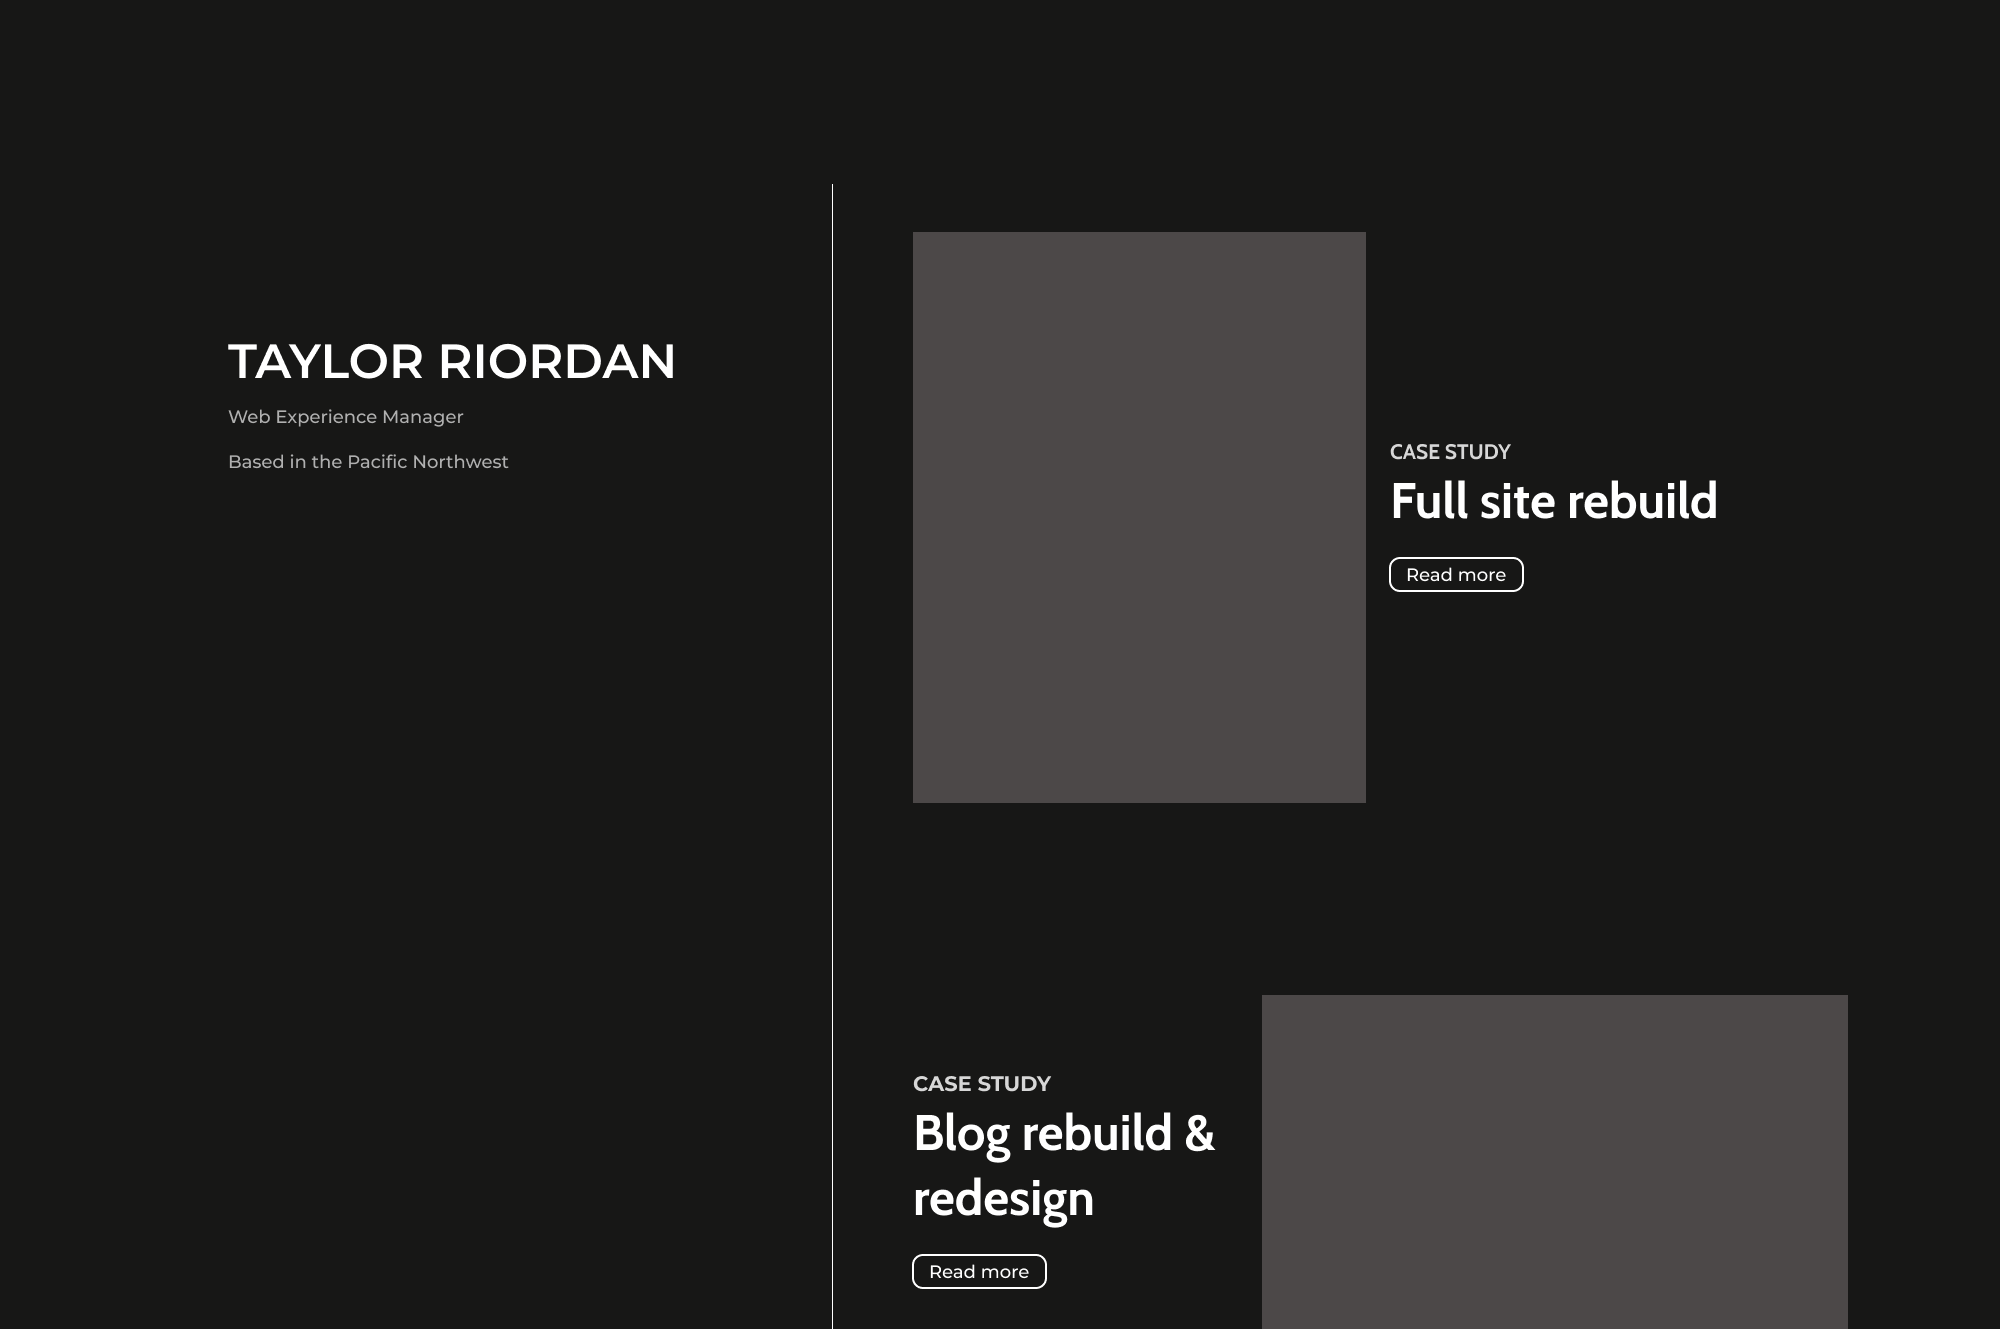 TAYLOR RIORDAN
Web Experience Manager
Based in the Pacific Northwest
CASE STUDY
Full site rebuild
Read more
CASE STUDY
Blog rebuild &
redesign
Read more